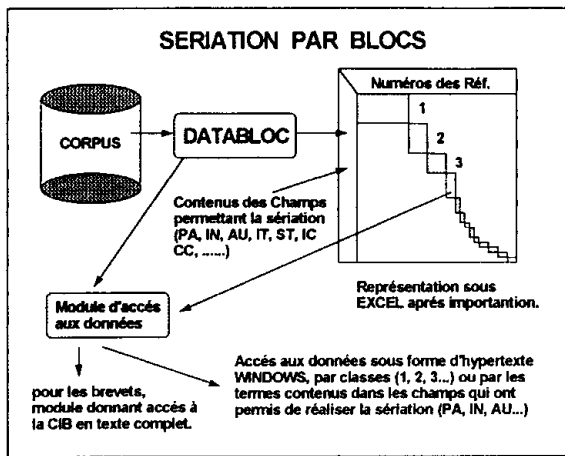 SERIATION PAR BLOCS
Numéros des Réf.
1
2
3
CORPUS
DATABLOC
Contenus des Champs
permettant la sériation
(PA, IN, AU, IT, ST, IC
CC, ......)
Représentation sous
EXCEL aprés importantion.
Module d'accés
aux données
pour les brevets,
module donnant accés à
la CIB en texte complet.
Accés aux données sous forme d'hypertexte
WINDOWS, par classes (1, 2, 3...) ou par les
termes contenus dans les champs qui ont
permis de réaliser la sériation (PA, IN, AU...)